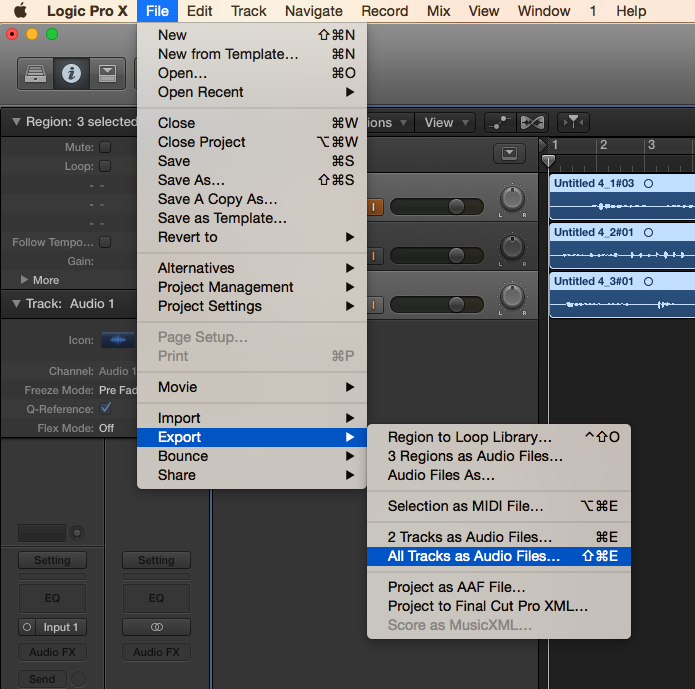 Logic Pro X File Edit Track Navigate Record Mix View Window 1 Help
New ⇧⌘N
New from Template... ⌘N
Open... ⌘O
Open Recent ▶
Close ⌘W
Close Project ⌥⌘W
Save ⌘S
Save As... ⇧⌘S
Save A Copy As...
Save as Template...
Revert to ▶
Alternatives ▶
Project Management ▶
Project Settings ▶
Page Setup...
Print ⌘P
Movie ▶
Import ▶
Export ▶
Bounce ▶
Share ▶
Region to Loop Library... ^⇧O
3 Regions as Audio Files...
Audio Files As...
Selection as MIDI File... ⌥⌘E
2 Tracks as Audio Files... ⌘E
All Tracks as Audio Files... ⇧⌘E
Project as AAF File...
Project to Final Cut Pro XML...
Score as MusicXML...
Region: 3 selected
Mute:
Loop:
- -
- -
- -
Follow Tempo...
Gain:
More
Track: Audio 1
Icon:
Channel: Audio 1
Freeze Mode: Pre Fad
Q-Reference:
Flex Mode: Off
Setting Setting
EQ EQ
Input 1
Audio FX Audio FX
Send
ions View
1 2 3
I L R
I L R
I L R
Untitled 4_1#03
Untitled 4_2#01
Untitled 4_3#01